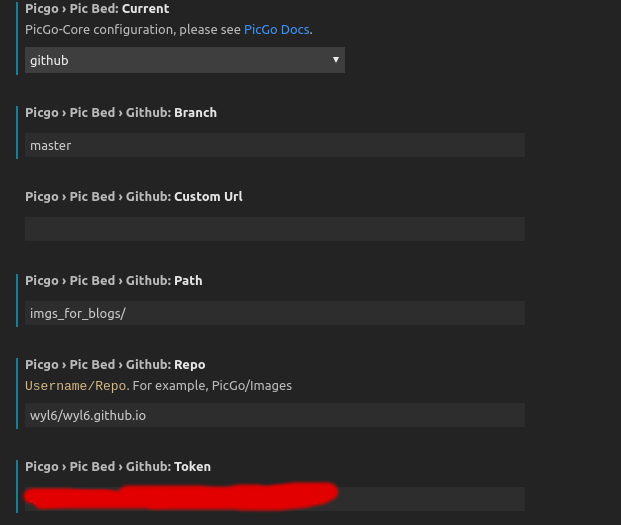 Picgo › Pic Bed: Current
PicGo-Core configuration, please see PicGo Docs.
github
Picgo › Pic Bed › Github: Branch
master
Picgo › Pic Bed › Github: Custom Url
Picgo › Pic Bed › Github: Path
imgs_for_blogs/
Picgo › Pic Bed › Github: Repo
Username/Repo. For example, PicGo/Images
wyl6/wyl6.github.io
Picgo › Pic Bed › Github: Token